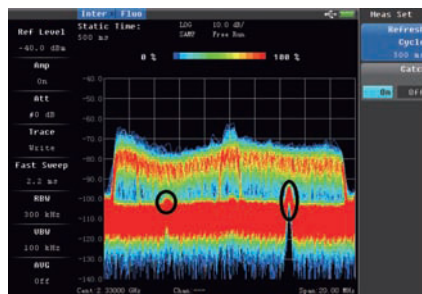 Inter Fluo
Meas Set
Static Time:
500 ms
LOG 10.0 dB/
SAMP Free Run
0 % 100 %
Ref Level
-40.0 dBm
Amp
On
Att
0 dB
Trace
Write
Fast Sweep
2.2 ms
RBW
300 kHz
VBW
100 kHz
AVG
Off
-40.0
-50.0
-60.0
-70.0
-80.0
-90.0
-100.0
-110.0
-120.0
-130.0
-140.0
Cent:2.33000 GHz Chan:--- Span:20.00 MHz
Refresh
Cycle
500 ms
On Off